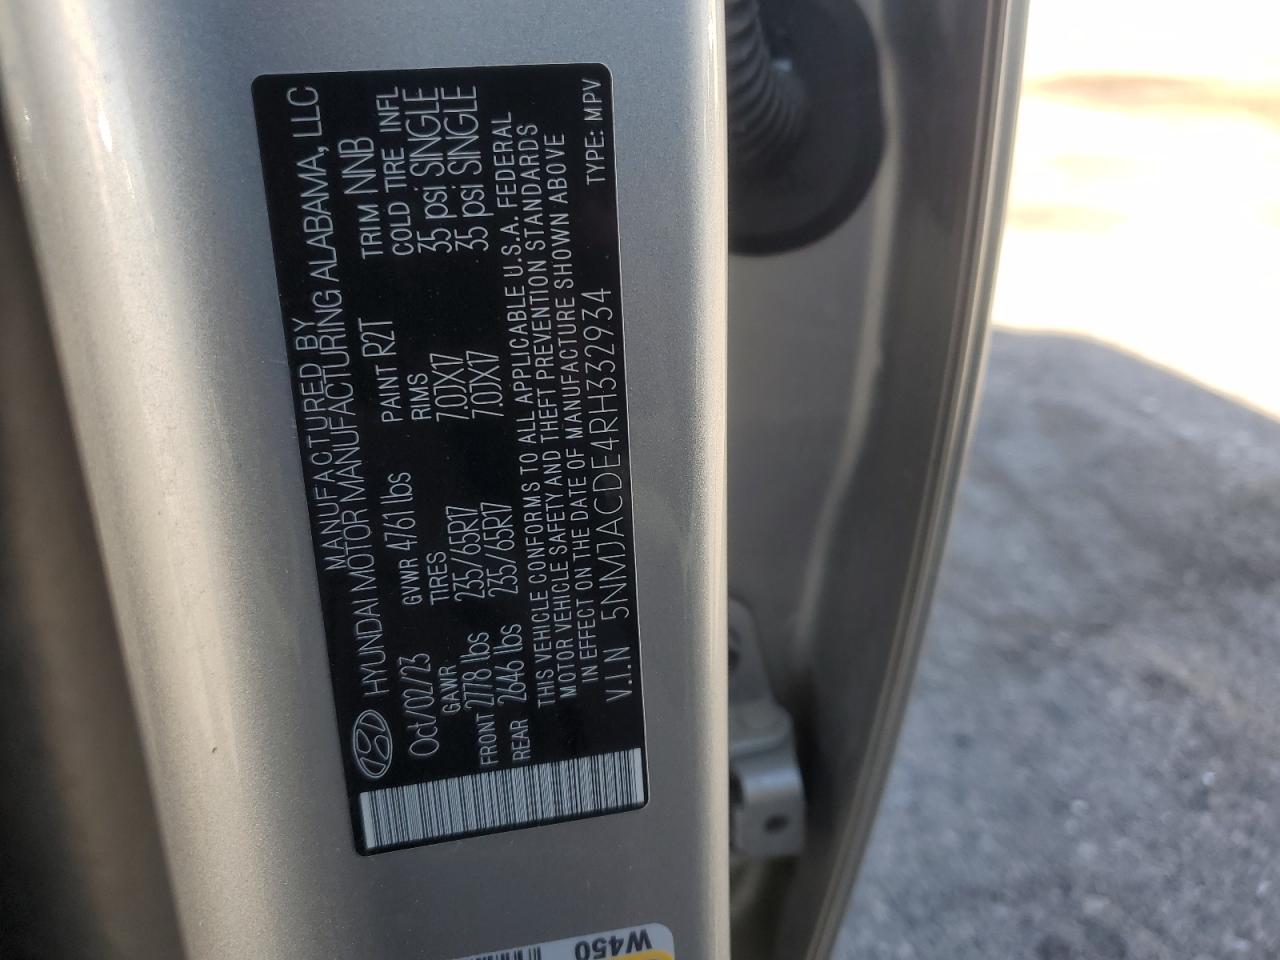 MANUFACTURED BY
HYUNDAI MOTOR MANUFACTURING ALABAMA, LLC
Oct/02/23 GVWR 4761 lbs PAINT R2T TRIM NNB
GAWR TIRES RIMS COLD TIRE INFL
FRONT 2778 lbs 235/65R17 7.0JX17 35 psi SINGLE
REAR 2646 lbs 235/65R17 7.0JX17 35 psi SINGLE
THIS VEHICLE CONFORMS TO ALL APPLICABLE U.S.A. FEDERAL
MOTOR VEHICLE SAFETY AND THEFT PREVENTION STANDARDS
IN EFFECT ON THE DATE OF MANUFACTURE SHOWN ABOVE
V.I.N 5NMJACDE4RH332934 TYPE: MPV
W450